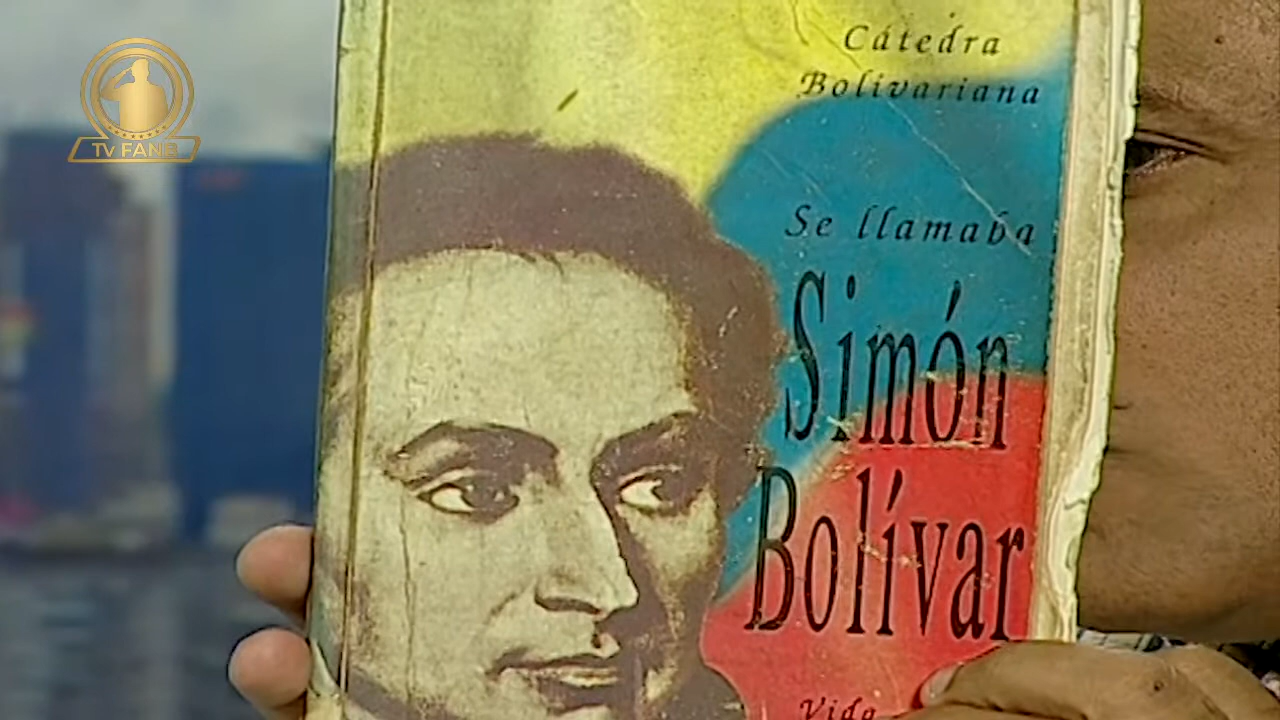 TV FANB
Cátedra
Bolivariana
Se llamaba
Simón
Bolívar
Vida